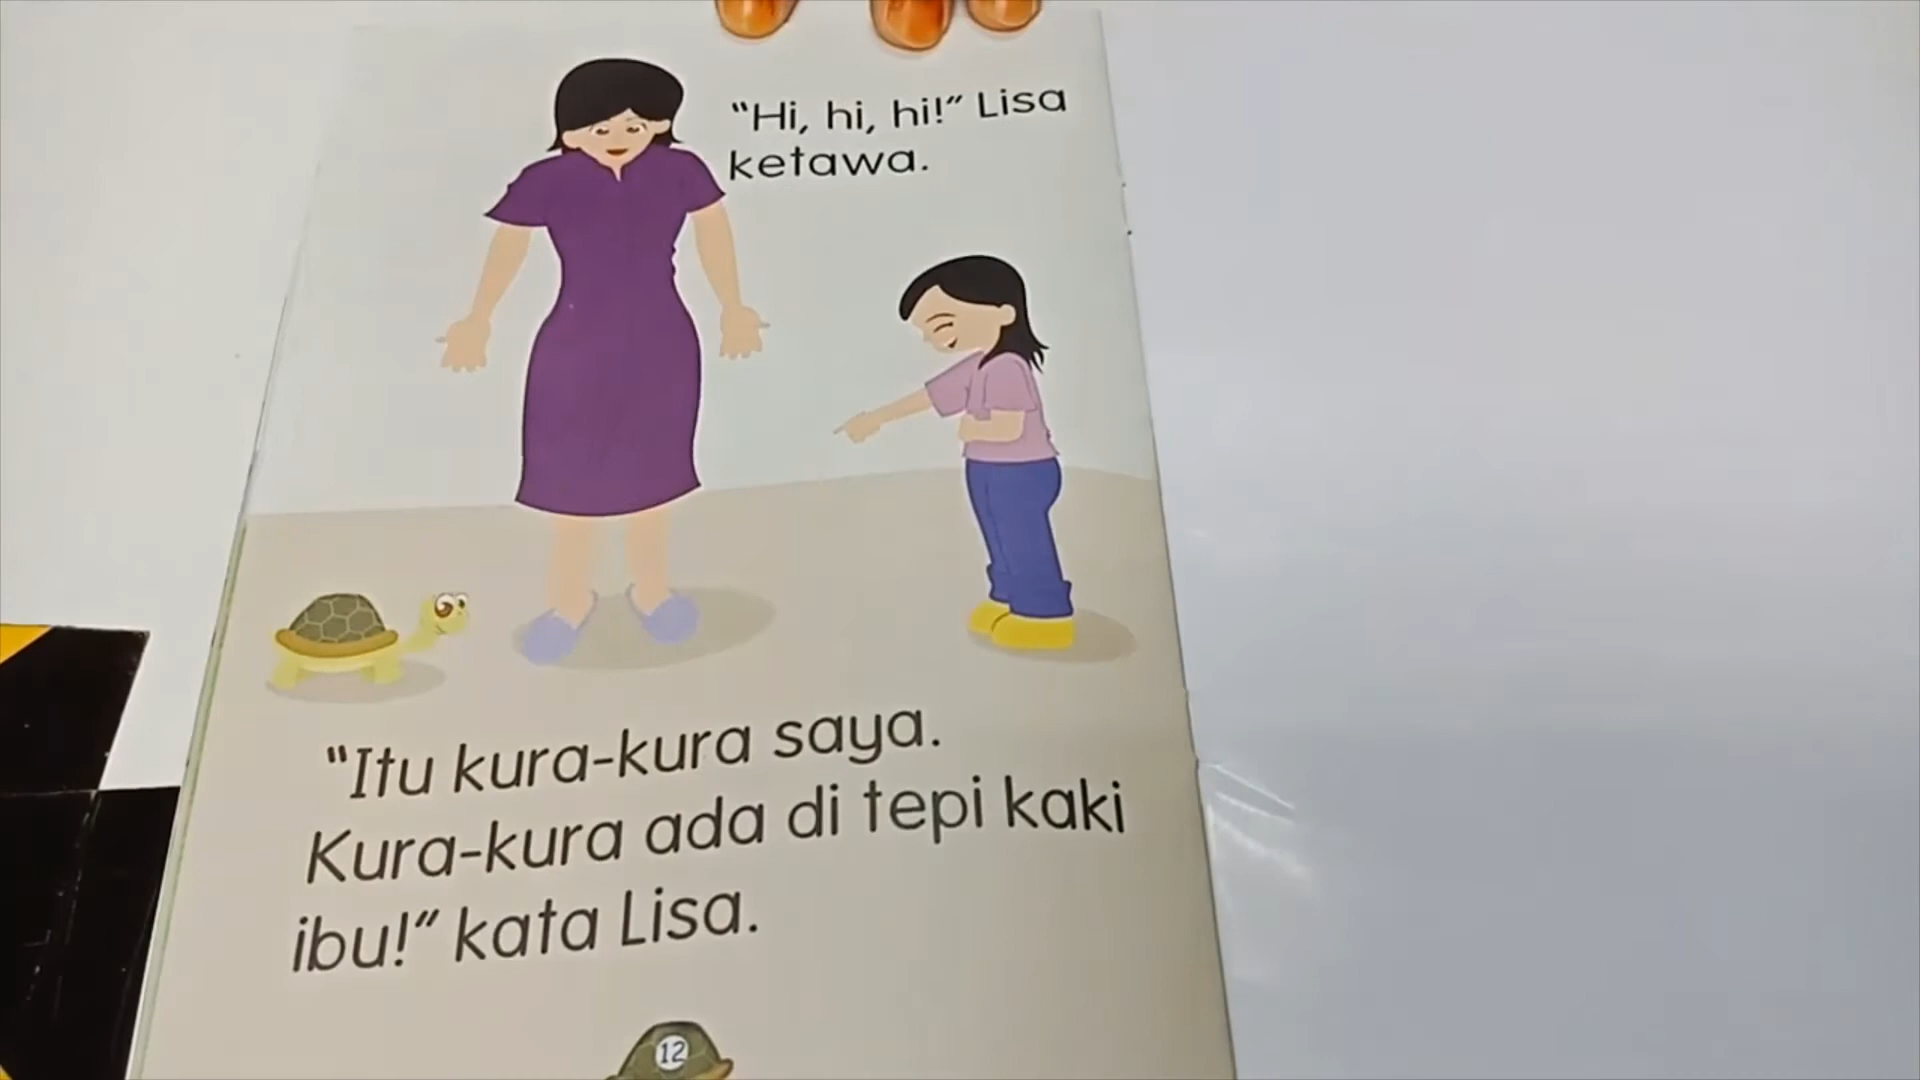 “Hi, hi, hi!” Lisa
ketawa.
“Itu kura-kura saya.
Kura-kura ada di tepi kaki
ibu!” kata Lisa.
12